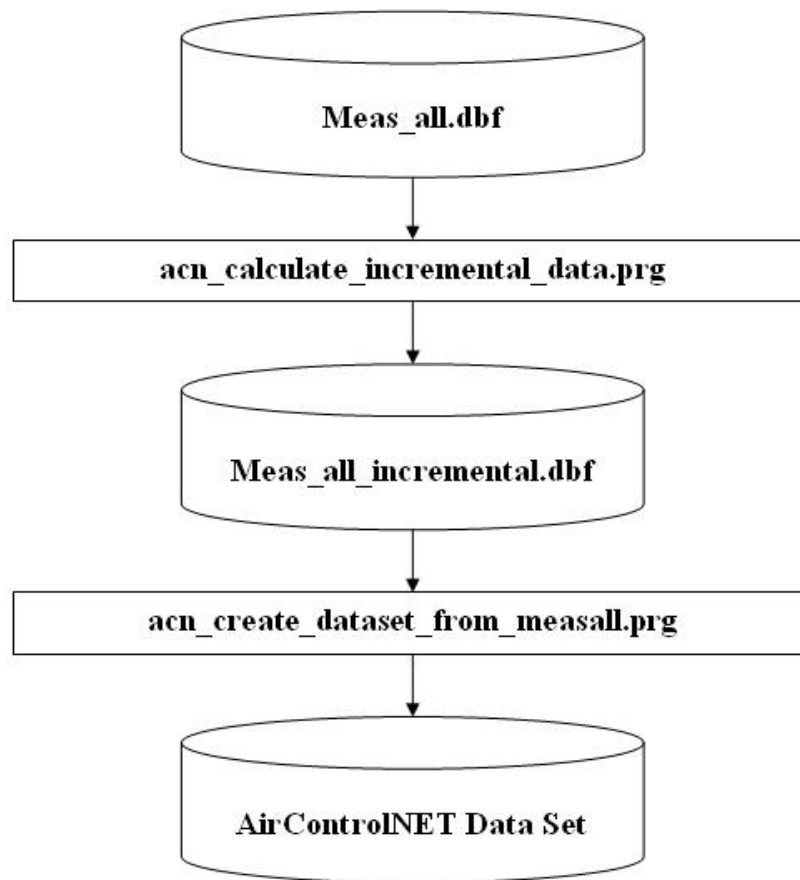 Meas_all.dbf
acn_calculate_incremental_data.prg
Meas_all_incremental.dbf
acn_create_dataset_from_measall.prg
AirControlNET Data Set